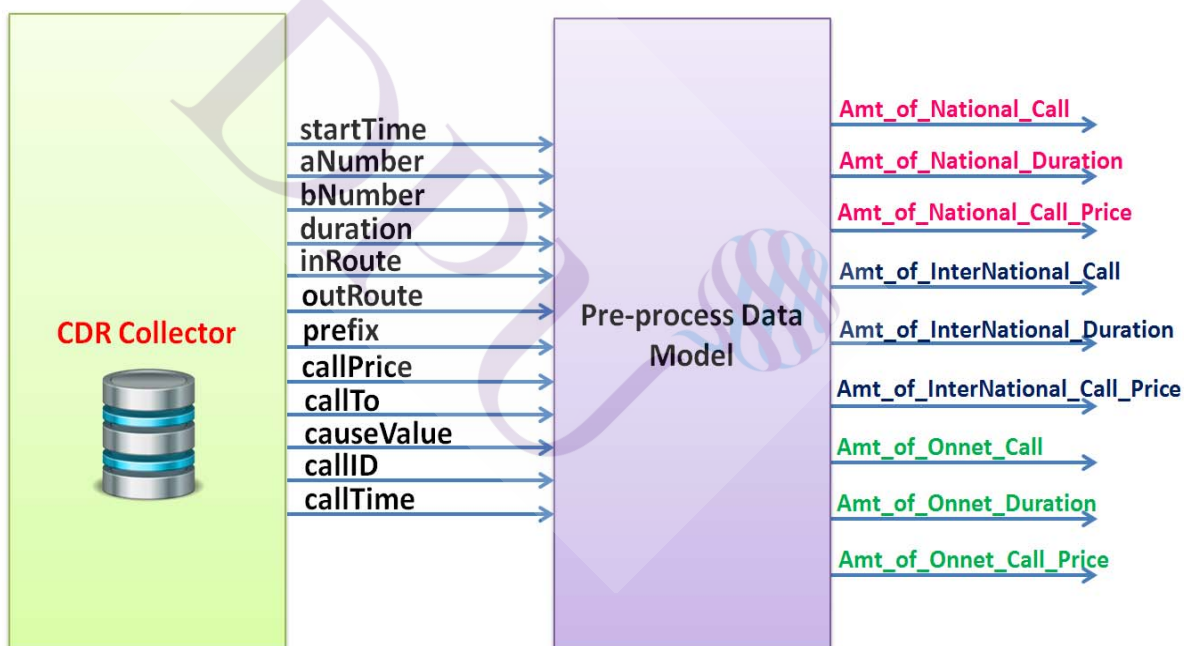 CDR Collector
startTime
aNumber
bNumber
duration
inRoute
outRoute
prefix
callPrice
callTo
causeValue
callID
callTime
Pre-process Data
Model
Amt_of_National_Call
Amt_of_National_Duration
Amt_of_National_Call_Price
Amt_of_InterNational_Call
Amt_of_InterNational_Duration
Amt_of_InterNational_Call_Price
Amt_of_Onnet_Call
Amt_of_Onnet_Duration
Amt_of_Onnet_Call_Price
DPU